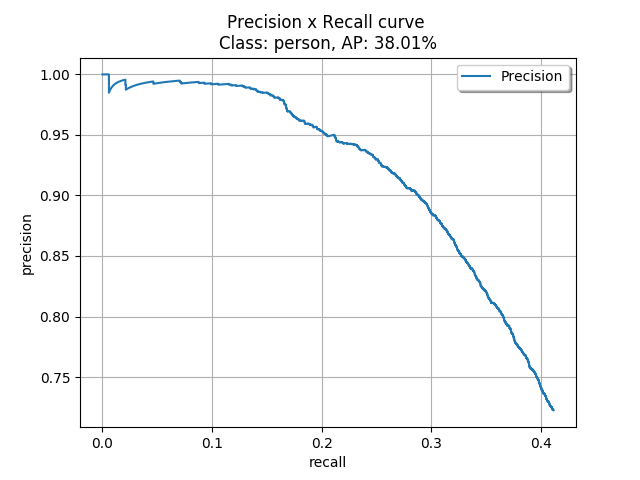 Precision x Recall curve
Class: person, AP: 38.01%
Precision
1.00
0.95
0.90
0.85
0.80
0.75
precision
0.0 0.1 0.2 0.3 0.4
recall